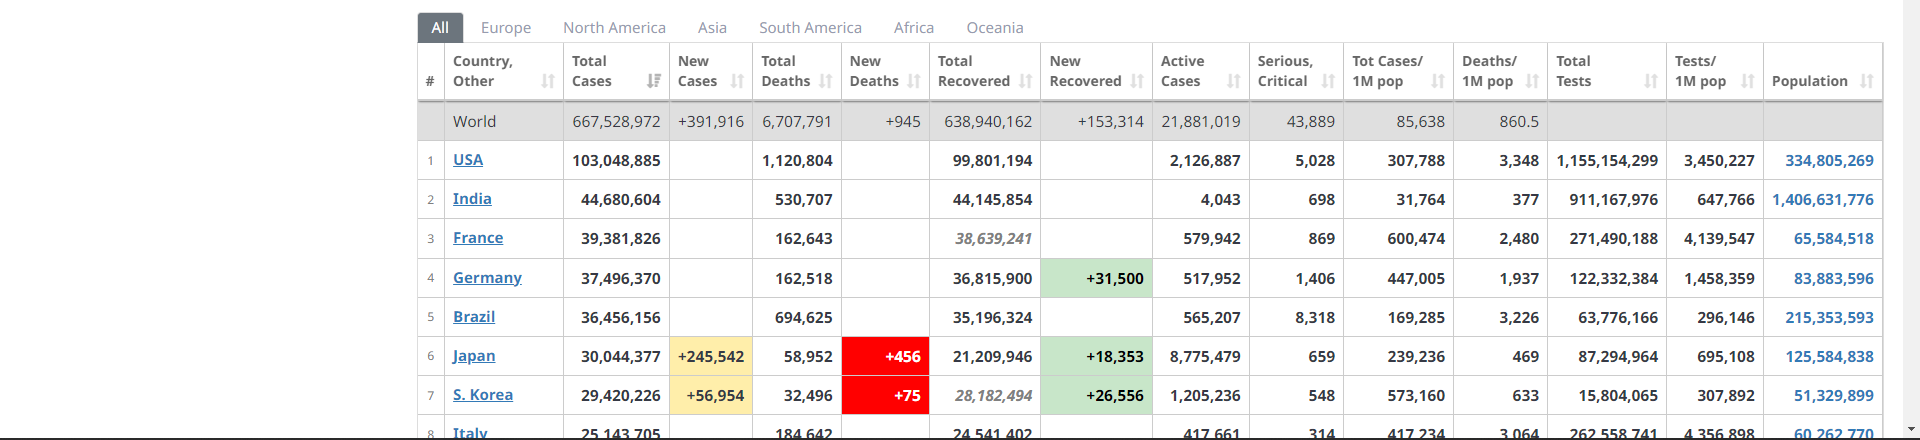 All Europe North America Asia South America Africa Oceania
# Country, Other Total Cases New Cases Total Deaths New Deaths Total Recovered New Recovered Active Cases Serious, Critical Tot Cases/ 1M pop Deaths/ 1M pop Total Tests Tests/ 1M pop Population
World 667,528,972 +391,916 6,707,791 +945 638,940,162 +153,314 21,881,019 43,889 85,638 860.5
1 USA 103,048,885 1,120,804 99,801,194 2,126,887 5,028 307,788 3,348 1,155,154,299 3,450,227 334,805,269
2 India 44,680,604 530,707 44,145,854 4,043 698 31,764 377 911,167,976 647,766 1,406,631,776
3 France 39,381,826 162,643 38,639,241 579,942 869 600,474 2,480 271,490,188 4,139,547 65,584,518
4 Germany 37,496,370 162,518 36,815,900 +31,500 517,952 1,406 447,005 1,937 122,332,384 1,458,359 83,883,596
5 Brazil 36,456,156 694,625 35,196,324 565,207 8,318 169,285 3,226 63,776,166 296,146 215,353,593
6 Japan 30,044,377 +245,542 58,952 +456 21,209,946 +18,353 8,775,479 659 239,236 469 87,294,964 695,108 125,584,838
7 S. Korea 29,420,226 +56,954 32,496 +75 28,182,494 +26,556 1,205,236 548 573,160 633 15,804,065 307,892 51,329,899
8 Italy 25,143,705 184,642 24,541,402 417,661 314 417,234 3,064 262,558,741 4,356,898 60,262,770